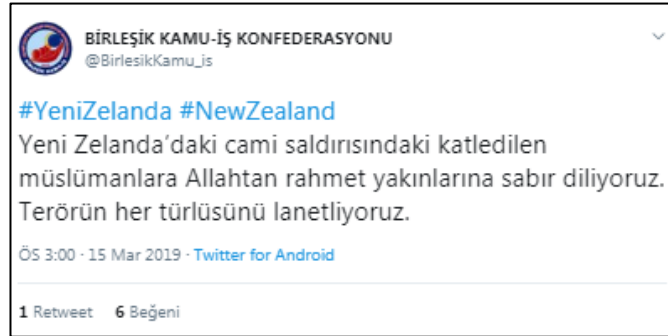 BİRLEŞİK KAMU-İŞ KONFEDERASYONU
@BirlesikKamu_is
#YeniZelanda #NewZealand
Yeni Zelanda'daki cami saldırısındaki katledilen
müslümanlara Allahtan rahmet yakınlarına sabır diliyoruz.
Terörün her türlüsünü lanetliyoruz.
ÖS 3:00 · 15 Mar 2019 · Twitter for Android
1 Retweet 6 Beğeni